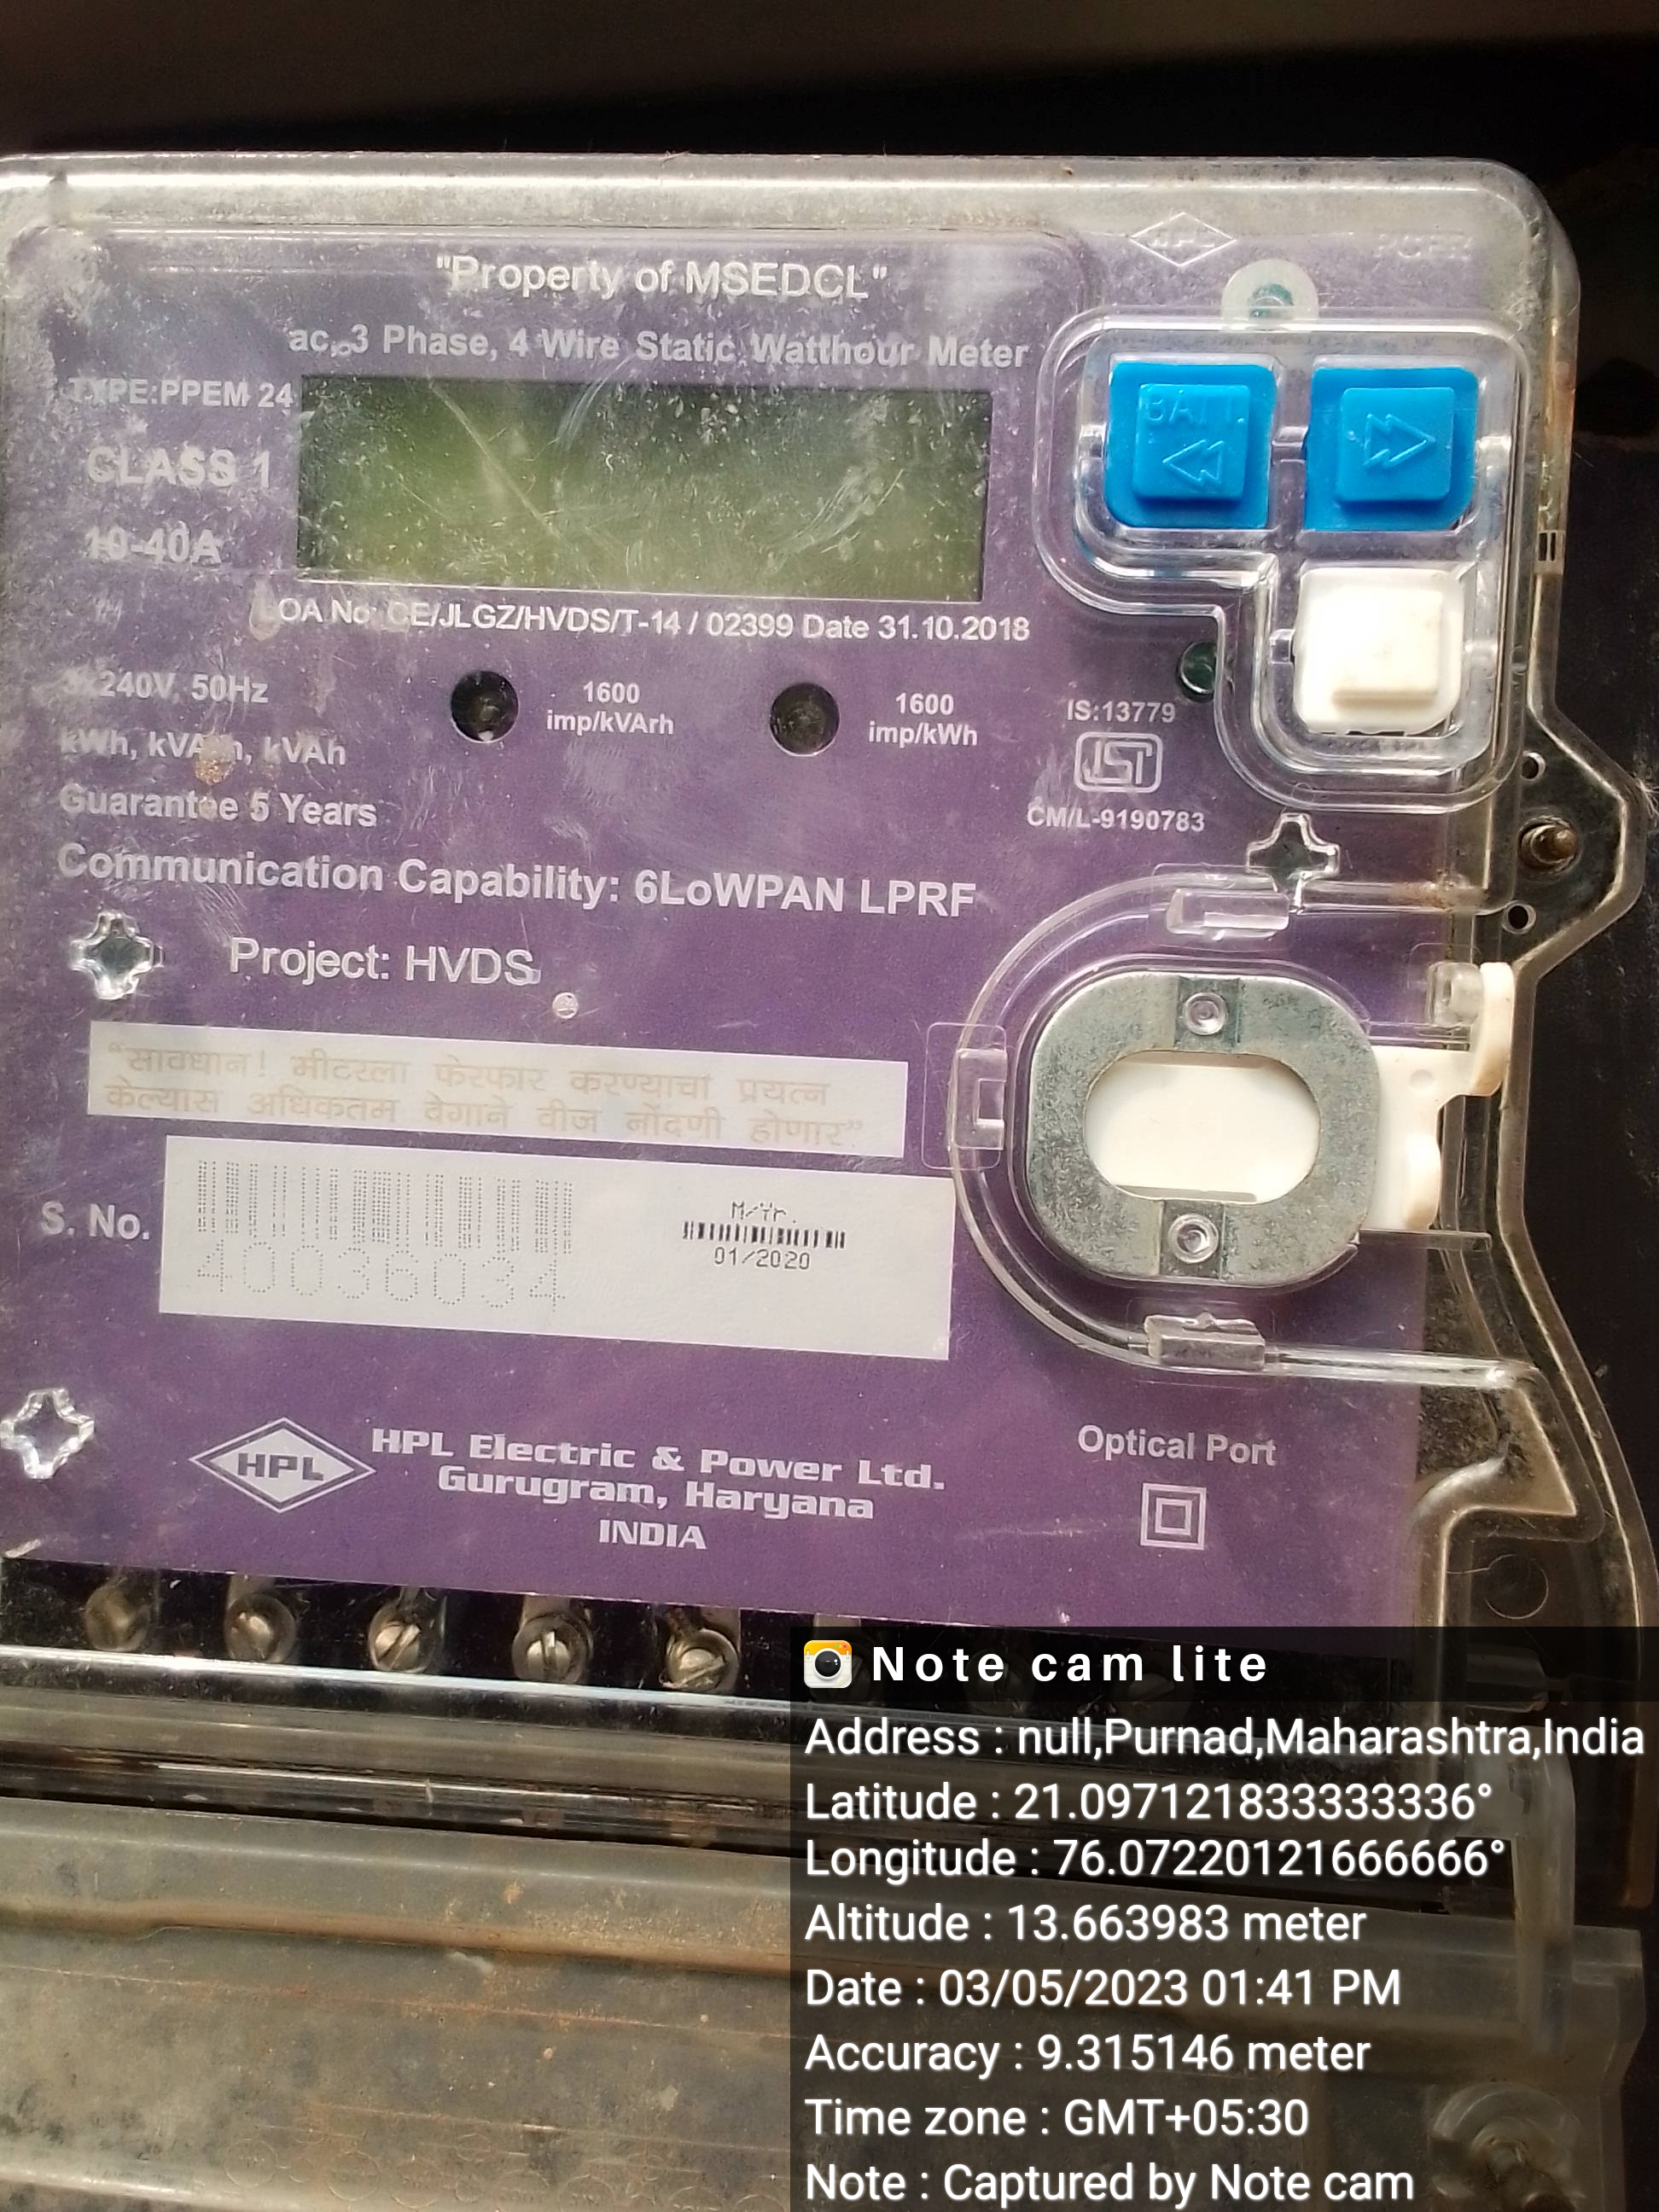 HPL
"Property of MSEDCL"
ac, 3 Phase, 4 Wire Static Watthour Meter
TYPE:PPEM 24
CLASS 1
10-40A
BATT.
LOA No: CE/JLGZ/HVDS/T-14 / 02399 Date 31.10.2018
240V, 50Hz
1600
imp/kVArh
1600
imp/kWh
IS:13779
ISI
CM/L-9190783
kWh, kVArh, kVAh
Guarantee 5 Years
Communication Capability: 6LoWPAN LPRF
Project: HVDS
“सावधान! मीटरला फेरफार करण्याचा प्रयत्न
केल्यास अधिकतम वेगाने वीज नोंदणी होणार”
S. No.
40036034
M/Yr.
01/2020
HPL
HPL Electric & Power Ltd.
Gurugram, Haryana
INDIA
Optical Port
Note cam lite
Address : null,Purnad,Maharashtra,India
Latitude : 21.097121833333336°
Longitude : 76.07220121666666°
Altitude : 13.663983 meter
Date : 03/05/2023 01:41 PM
Accuracy : 9.315146 meter
Time zone : GMT+05:30
Note : Captured by Note cam